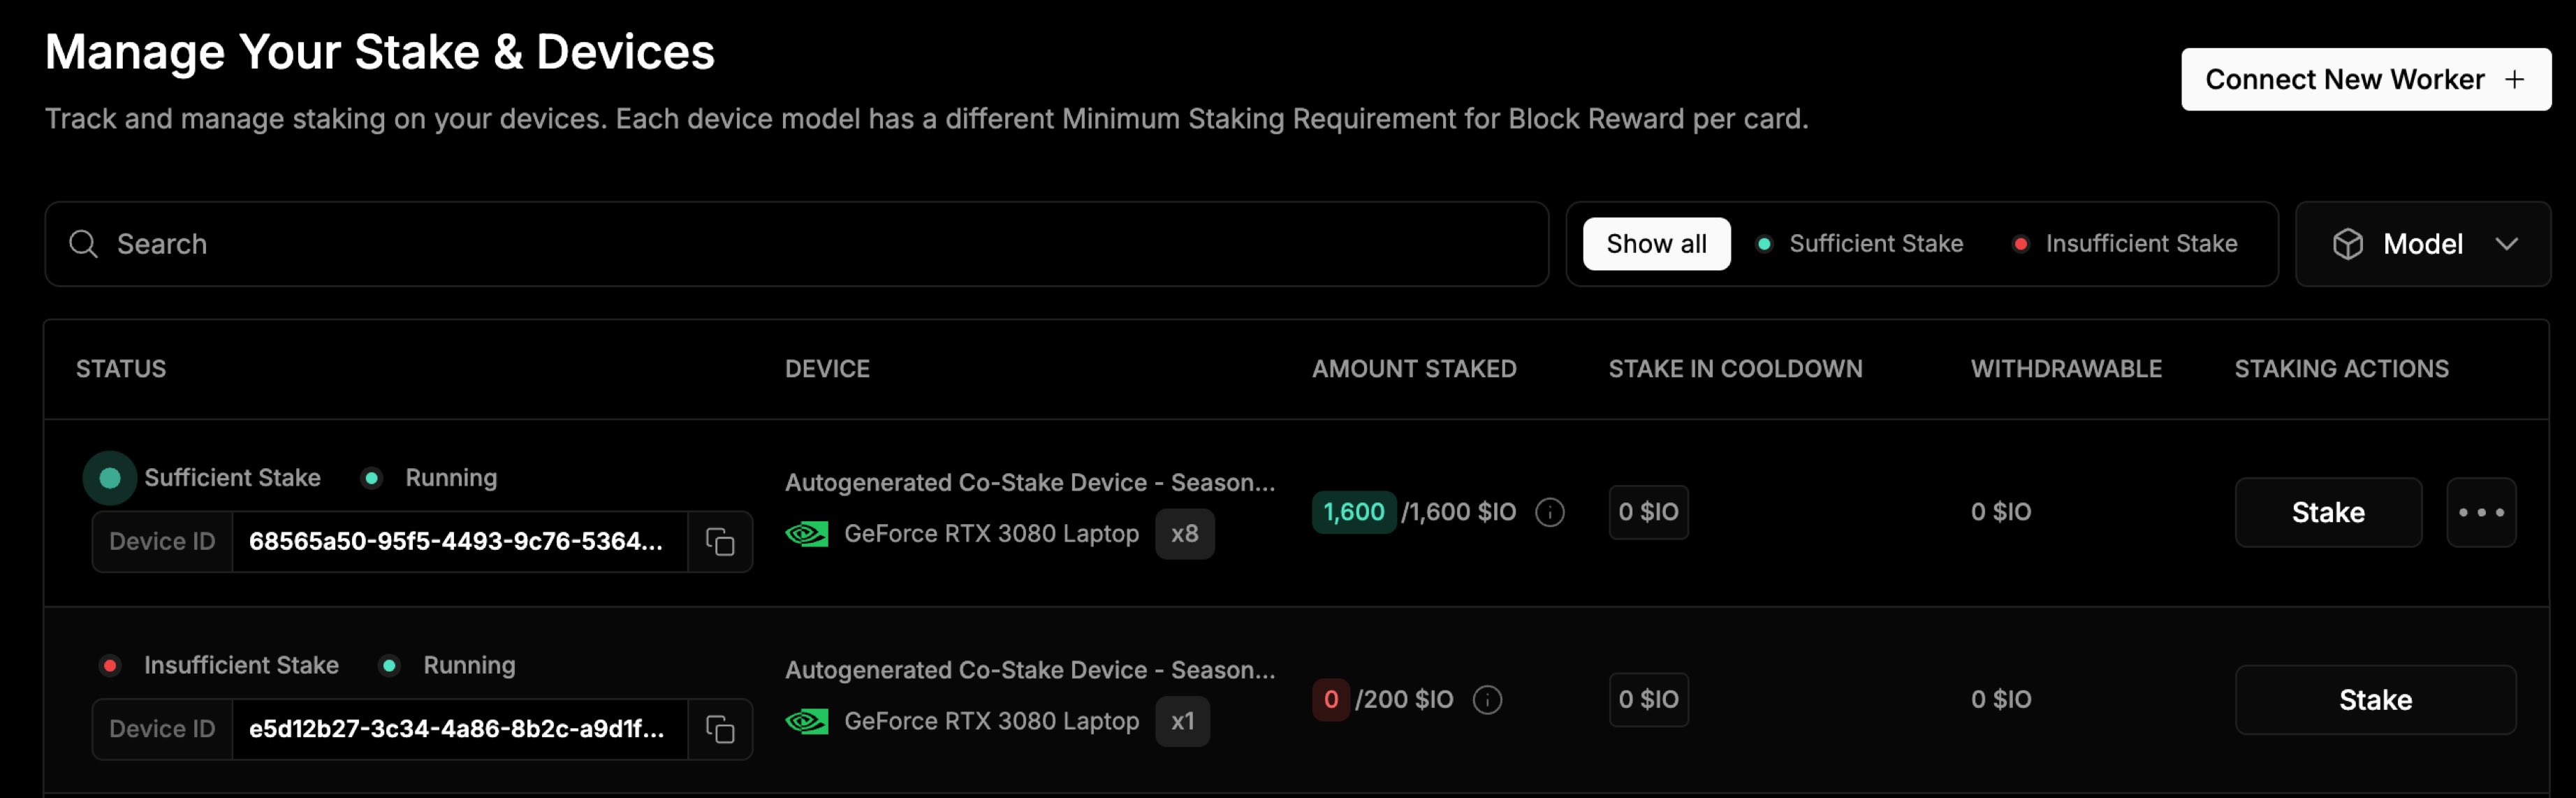 Manage Your Stake & Devices
Connect New Worker +
Track and manage staking on your devices. Each device model has a different Minimum Staking Requirement for Block Reward per card.
Search
Show all Sufficient Stake Insufficient Stake
Model
STATUS DEVICE AMOUNT STAKED STAKE IN COOLDOWN WITHDRAWABLE STAKING ACTIONS
Sufficient Stake Running
Device ID 68565a50-95f5-4493-9c76-5364...
Autogenerated Co-Stake Device - Season...
GeForce RTX 3080 Laptop x8
1,600 /1,600 $IO 0 $IO 0 $IO Stake
Insufficient Stake Running
Device ID e5d12b27-3c34-4a86-8b2c-a9d1f...
Autogenerated Co-Stake Device - Season...
GeForce RTX 3080 Laptop x1
0 /200 $IO 0 $IO 0 $IO Stake